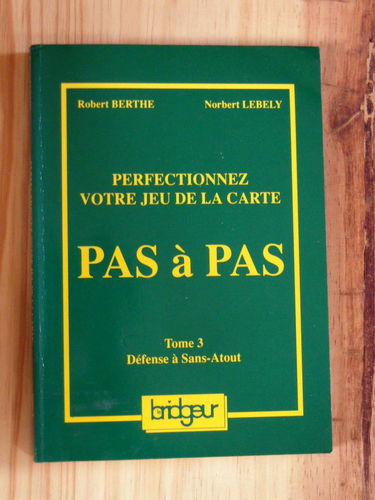 Robert BERTHE Norbert LEBELY
PERFECTIONNEZ
VOTRE JEU DE LA CARTE
PAS à PAS
Tome 3
Défense à Sans-Atout
bridgeur